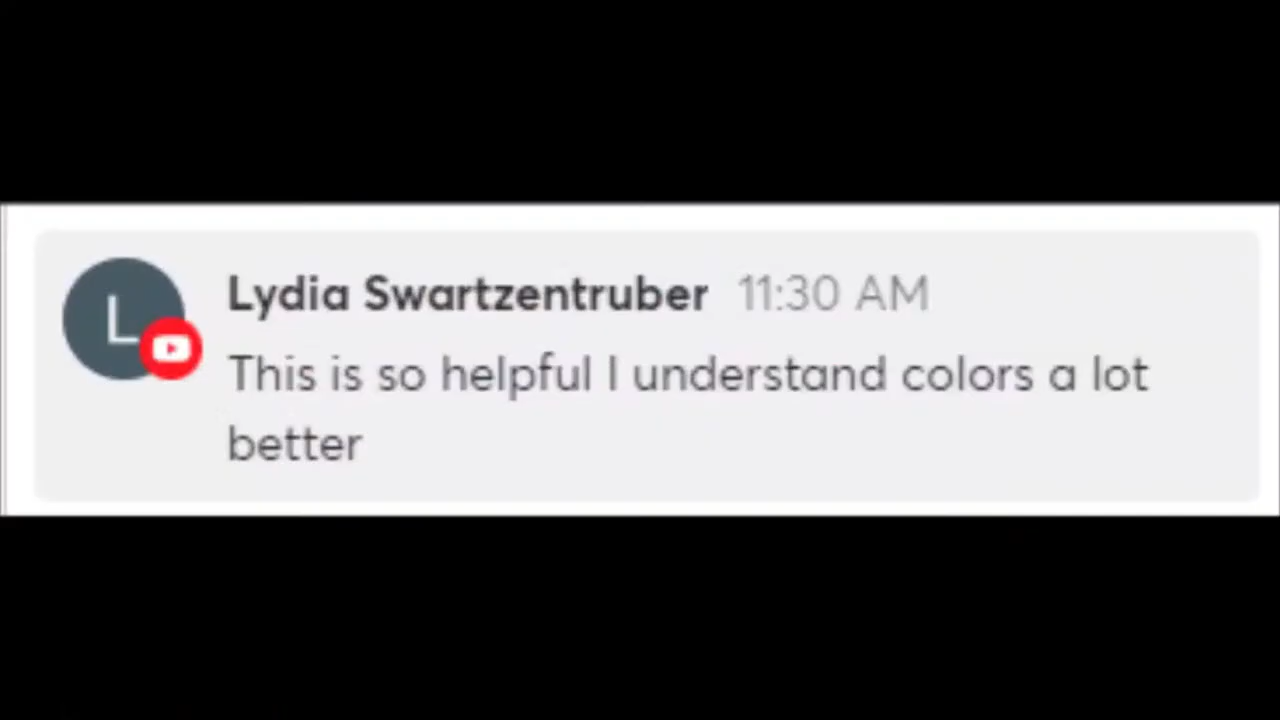 L
Lydia Swartzentruber 11:30 AM
This is so helpful I understand colors a lot
better